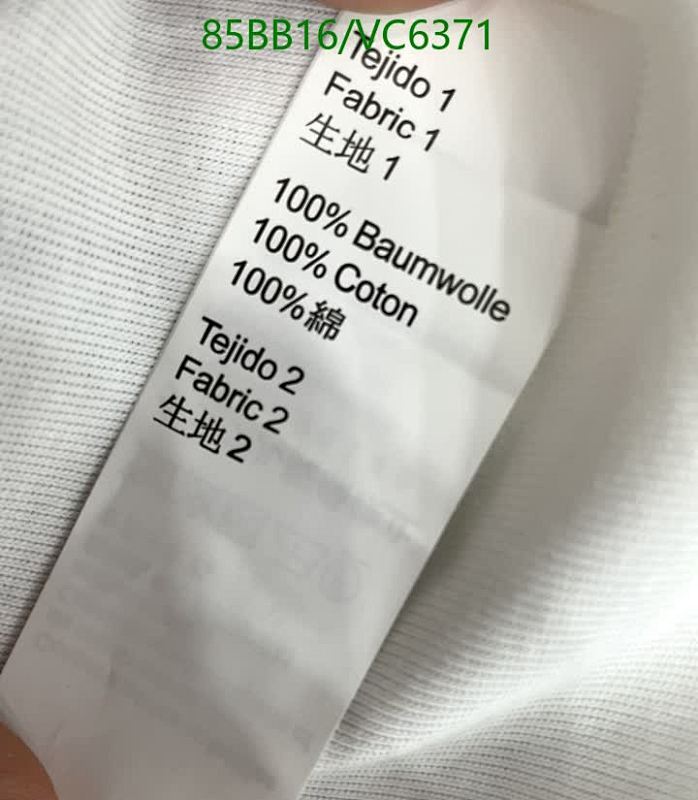 85BB16/VC6371
Tejido 1
Fabric 1
生地 1
100% Baumwolle
100% Coton
100%綿
Tejido 2
Fabric 2
生地 2